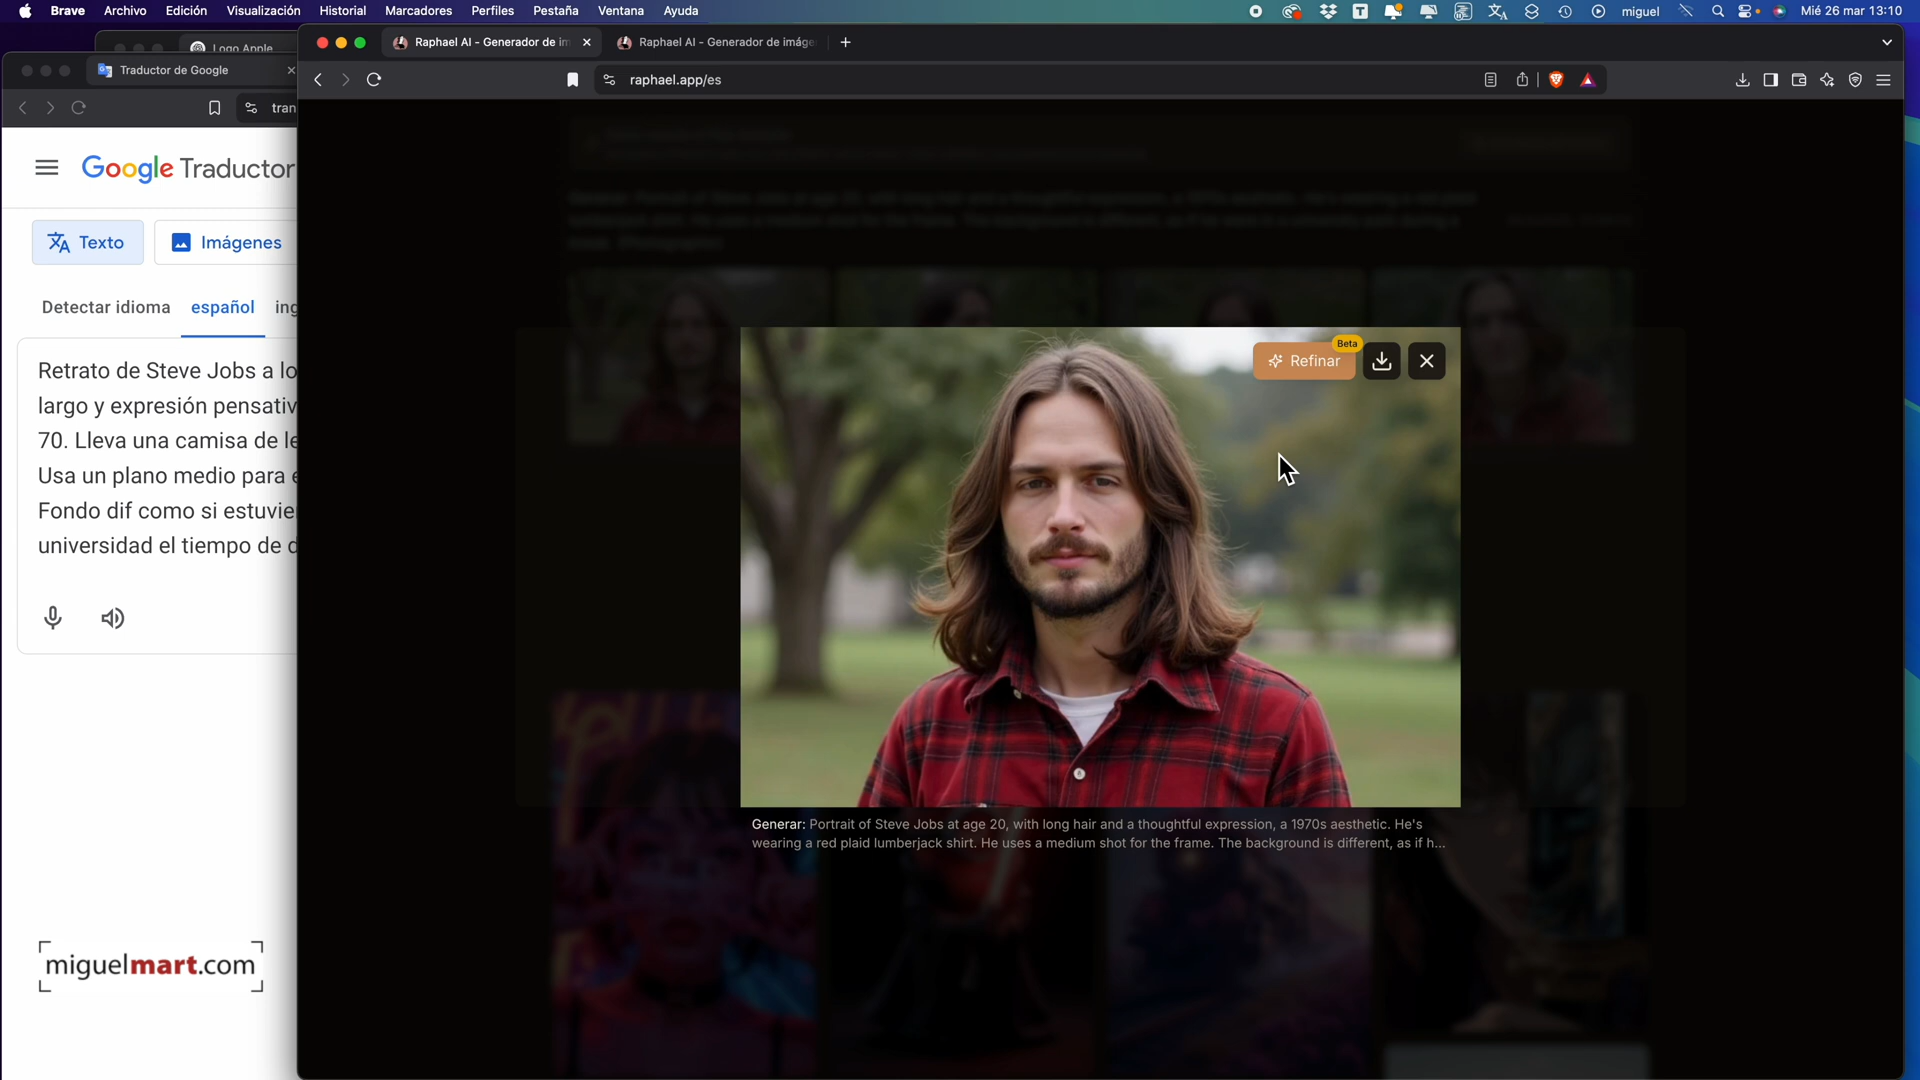 Brave Archivo Edición Visualización Historial Marcadores Perfiles Pestaña Ventana Ayuda miguel Mié 26 mar 13:10
Logo Apple
Traductor de Google
Raphael AI - Generador de im
Raphael AI - Generador de imáge
tran
raphael.app/es
Google Traductor
Texto
Imágenes
Detectar idioma español ing
Retrato de Steve Jobs a lo
largo y expresión pensativ
70. Lleva una camisa de le
Usa un plano medio para e
Fondo dif como si estuvie
universidad el tiempo de d
Beta
Refinar
Generar: Portrait of Steve Jobs at age 20, with long hair and a thoughtful expression, a 1970s aesthetic. He's
wearing a red plaid lumberjack shirt. He uses a medium shot for the frame. The background is different, as if h...
miguelmart.com